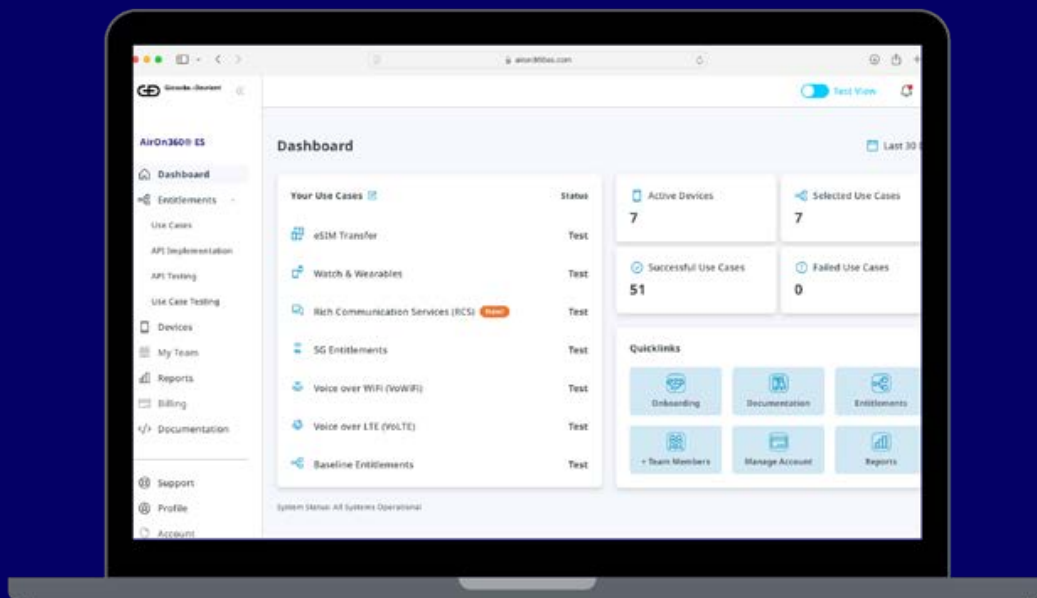 Giesecke+Devrient
Test View
AirOn360® ES
Dashboard
Last 30
Dashboard
Entitlements
Use Cases
API Implementation
API Testing
Use Case Testing
Devices
My Team
Reports
Billing
Documentation
Support
Profile
Account
Your Use Cases
Status
eSIM Transfer
Test
Watch & Wearables
Test
Rich Communication Services (RCS) New!
Test
5G Entitlements
Test
Voice over WiFi (VoWiFi)
Test
Voice over LTE (VoLTE)
Test
Baseline Entitlements
Test
System Status: All Systems Operational
Active Devices
7
Selected Use Cases
7
Successful Use Cases
51
Failed Use Cases
0
Quicklinks
Onboarding
Documentation
Entitlements
+ Team Members
Manage Account
Reports